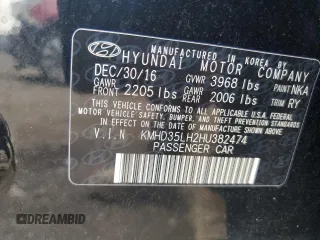 MANUFACTURED IN KOREA BY
HYUNDAI MOTOR COMPANY
DEC/30/16 GVWR 3968 lbs PAINT NKA
GAWR FRONT 2205 lbs GAWR REAR 2006 lbs TRIM RY
THIS VEHICLE CONFORMS TO ALL APPLICABLE FEDERAL
MOTOR VEHICLE SAFETY, BUMPER, AND THEFT PREVENTION
STANDARDS IN EFFECT ON THE DATE OF MANUFACTURE
SHOWN ABOVE.
V.I.N KMHD35LH2HU382474
PASSENGER CAR
AUTOBIDMAP